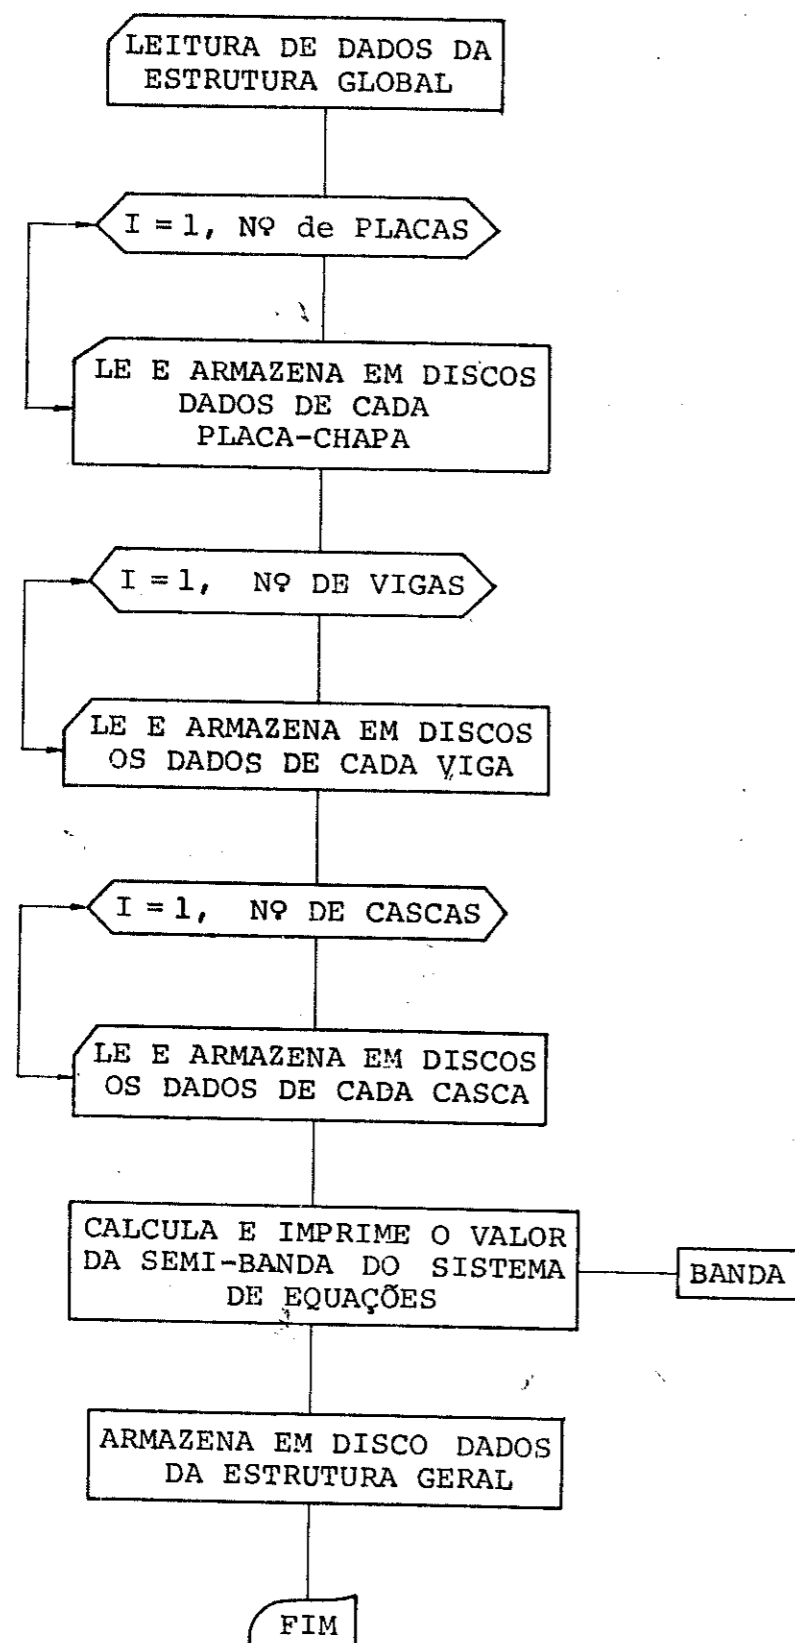 LEITURA DE DADOS DA
ESTRUTURA GLOBAL
I = 1, Nº de PLACAS
LE E ARMAZENA EM DISCOS
DADOS DE CADA
PLACA-CHAPA
I = 1, Nº DE VIGAS
LE E ARMAZENA EM DISCOS
OS DADOS DE CADA VIGA
I = 1, Nº DE CASCAS
LE E ARMAZENA EM DISCOS
OS DADOS DE CADA CASCA
CALCULA E IMPRIME O VALOR
DA SEMI-BANDA DO SISTEMA
DE EQUAÇÕES
BANDA
ARMAZENA EM DISCO DADOS
DA ESTRUTURA GERAL
FIM